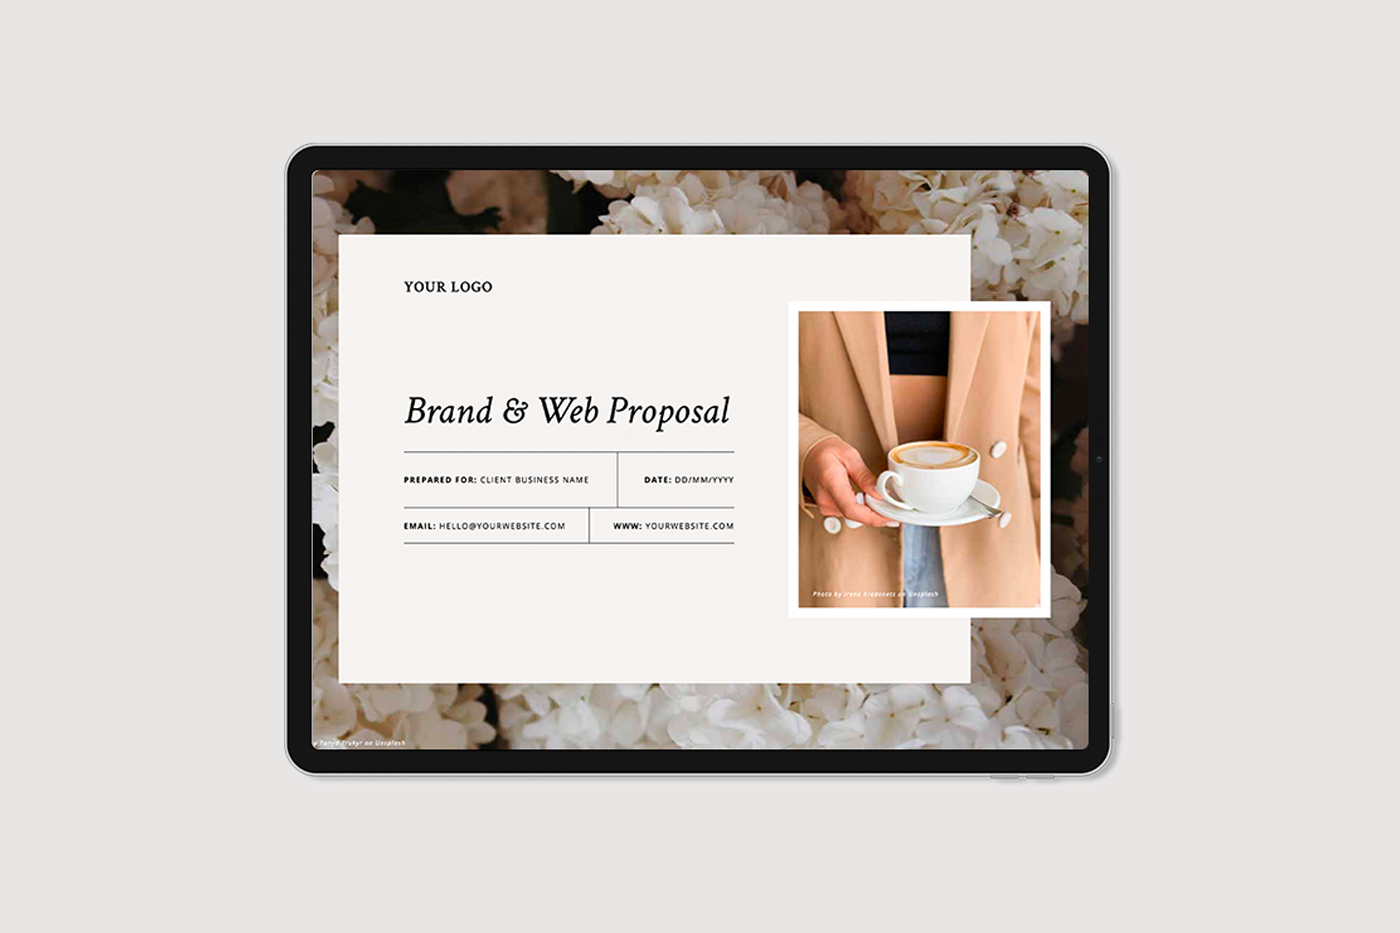 YOUR LOGO
Brand & Web Proposal
PREPARED FOR: CLIENT BUSINESS NAME
DATE: DD/MM/YYYY
EMAIL: HELLO@YOURWEBSITE.COM
WWW: YOURWEBSITE.COM
Photo by Irene Kredenets on Unsplash
on Unsplash